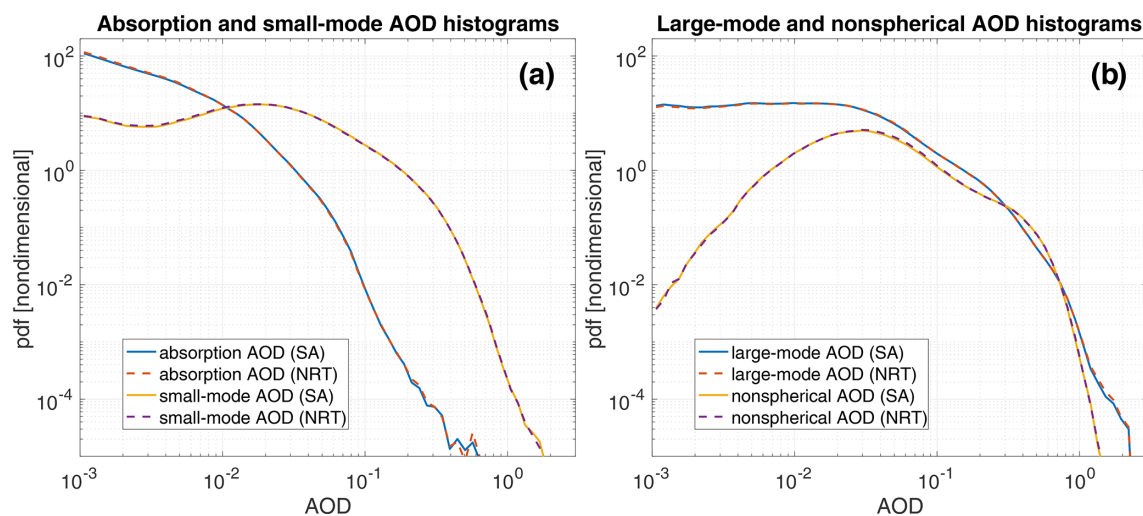 Absorption and small-mode AOD histograms
(a)
pdf [nondimensional]
10^2
10^0
10^-2
10^-4
absorption AOD (SA)
absorption AOD (NRT)
small-mode AOD (SA)
small-mode AOD (NRT)
10^-3
10^-2
10^-1
10^0
AOD
Large-mode and nonspherical AOD histograms
(b)
pdf [nondimensional]
10^2
10^0
10^-2
10^-4
large-mode AOD (SA)
large-mode AOD (NRT)
nonspherical AOD (SA)
nonspherical AOD (NRT)
10^-3
10^-2
10^-1
10^0
AOD